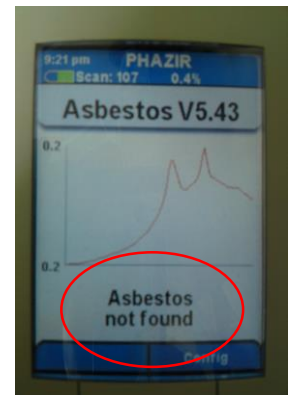 9:21 pm PHAZIR
Scan: 107 0.4%
Asbestos V5.43
0.2
0.2
Asbestos
not found
Config